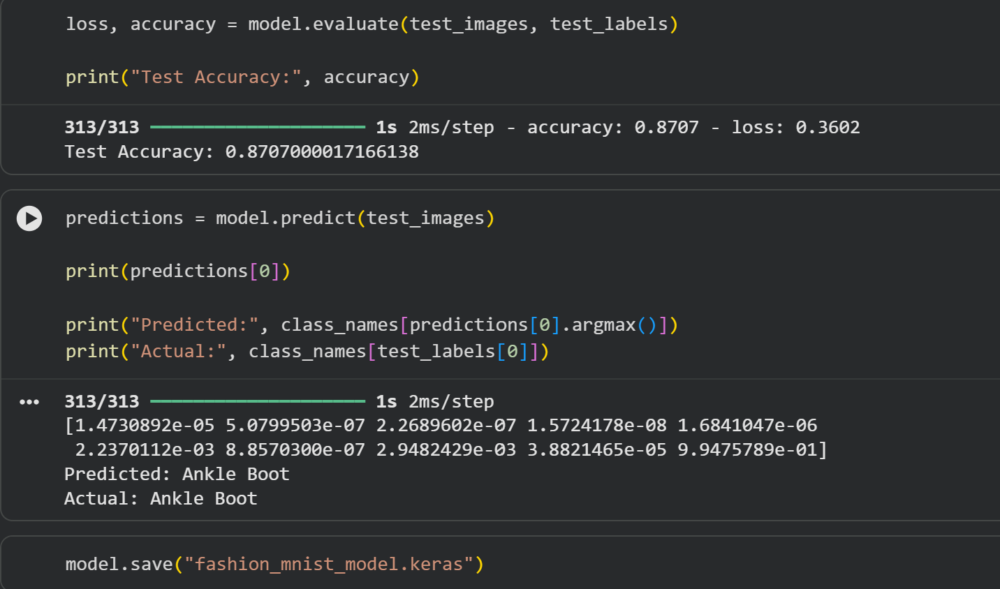 loss, accuracy = model.evaluate(test_images, test_labels)
print("Test Accuracy:", accuracy)
313/313 ━━━━━━━━━━━━━━━━━━━━ 1s 2ms/step - accuracy: 0.8707 - loss: 0.3602
Test Accuracy: 0.8707000017166138
predictions = model.predict(test_images)
print(predictions[0])
print("Predicted:", class_names[predictions[0].argmax()])
print("Actual:", class_names[test_labels[0]])
313/313 ━━━━━━━━━━━━━━━━━━━━ 1s 2ms/step
[1.4730892e-05 5.0799503e-07 2.2689602e-07 1.5724178e-08 1.6841047e-06
2.2370112e-03 8.8570300e-07 2.9482429e-03 3.8821465e-05 9.9475789e-01]
Predicted: Ankle Boot
Actual: Ankle Boot
model.save("fashion_mnist_model.keras")